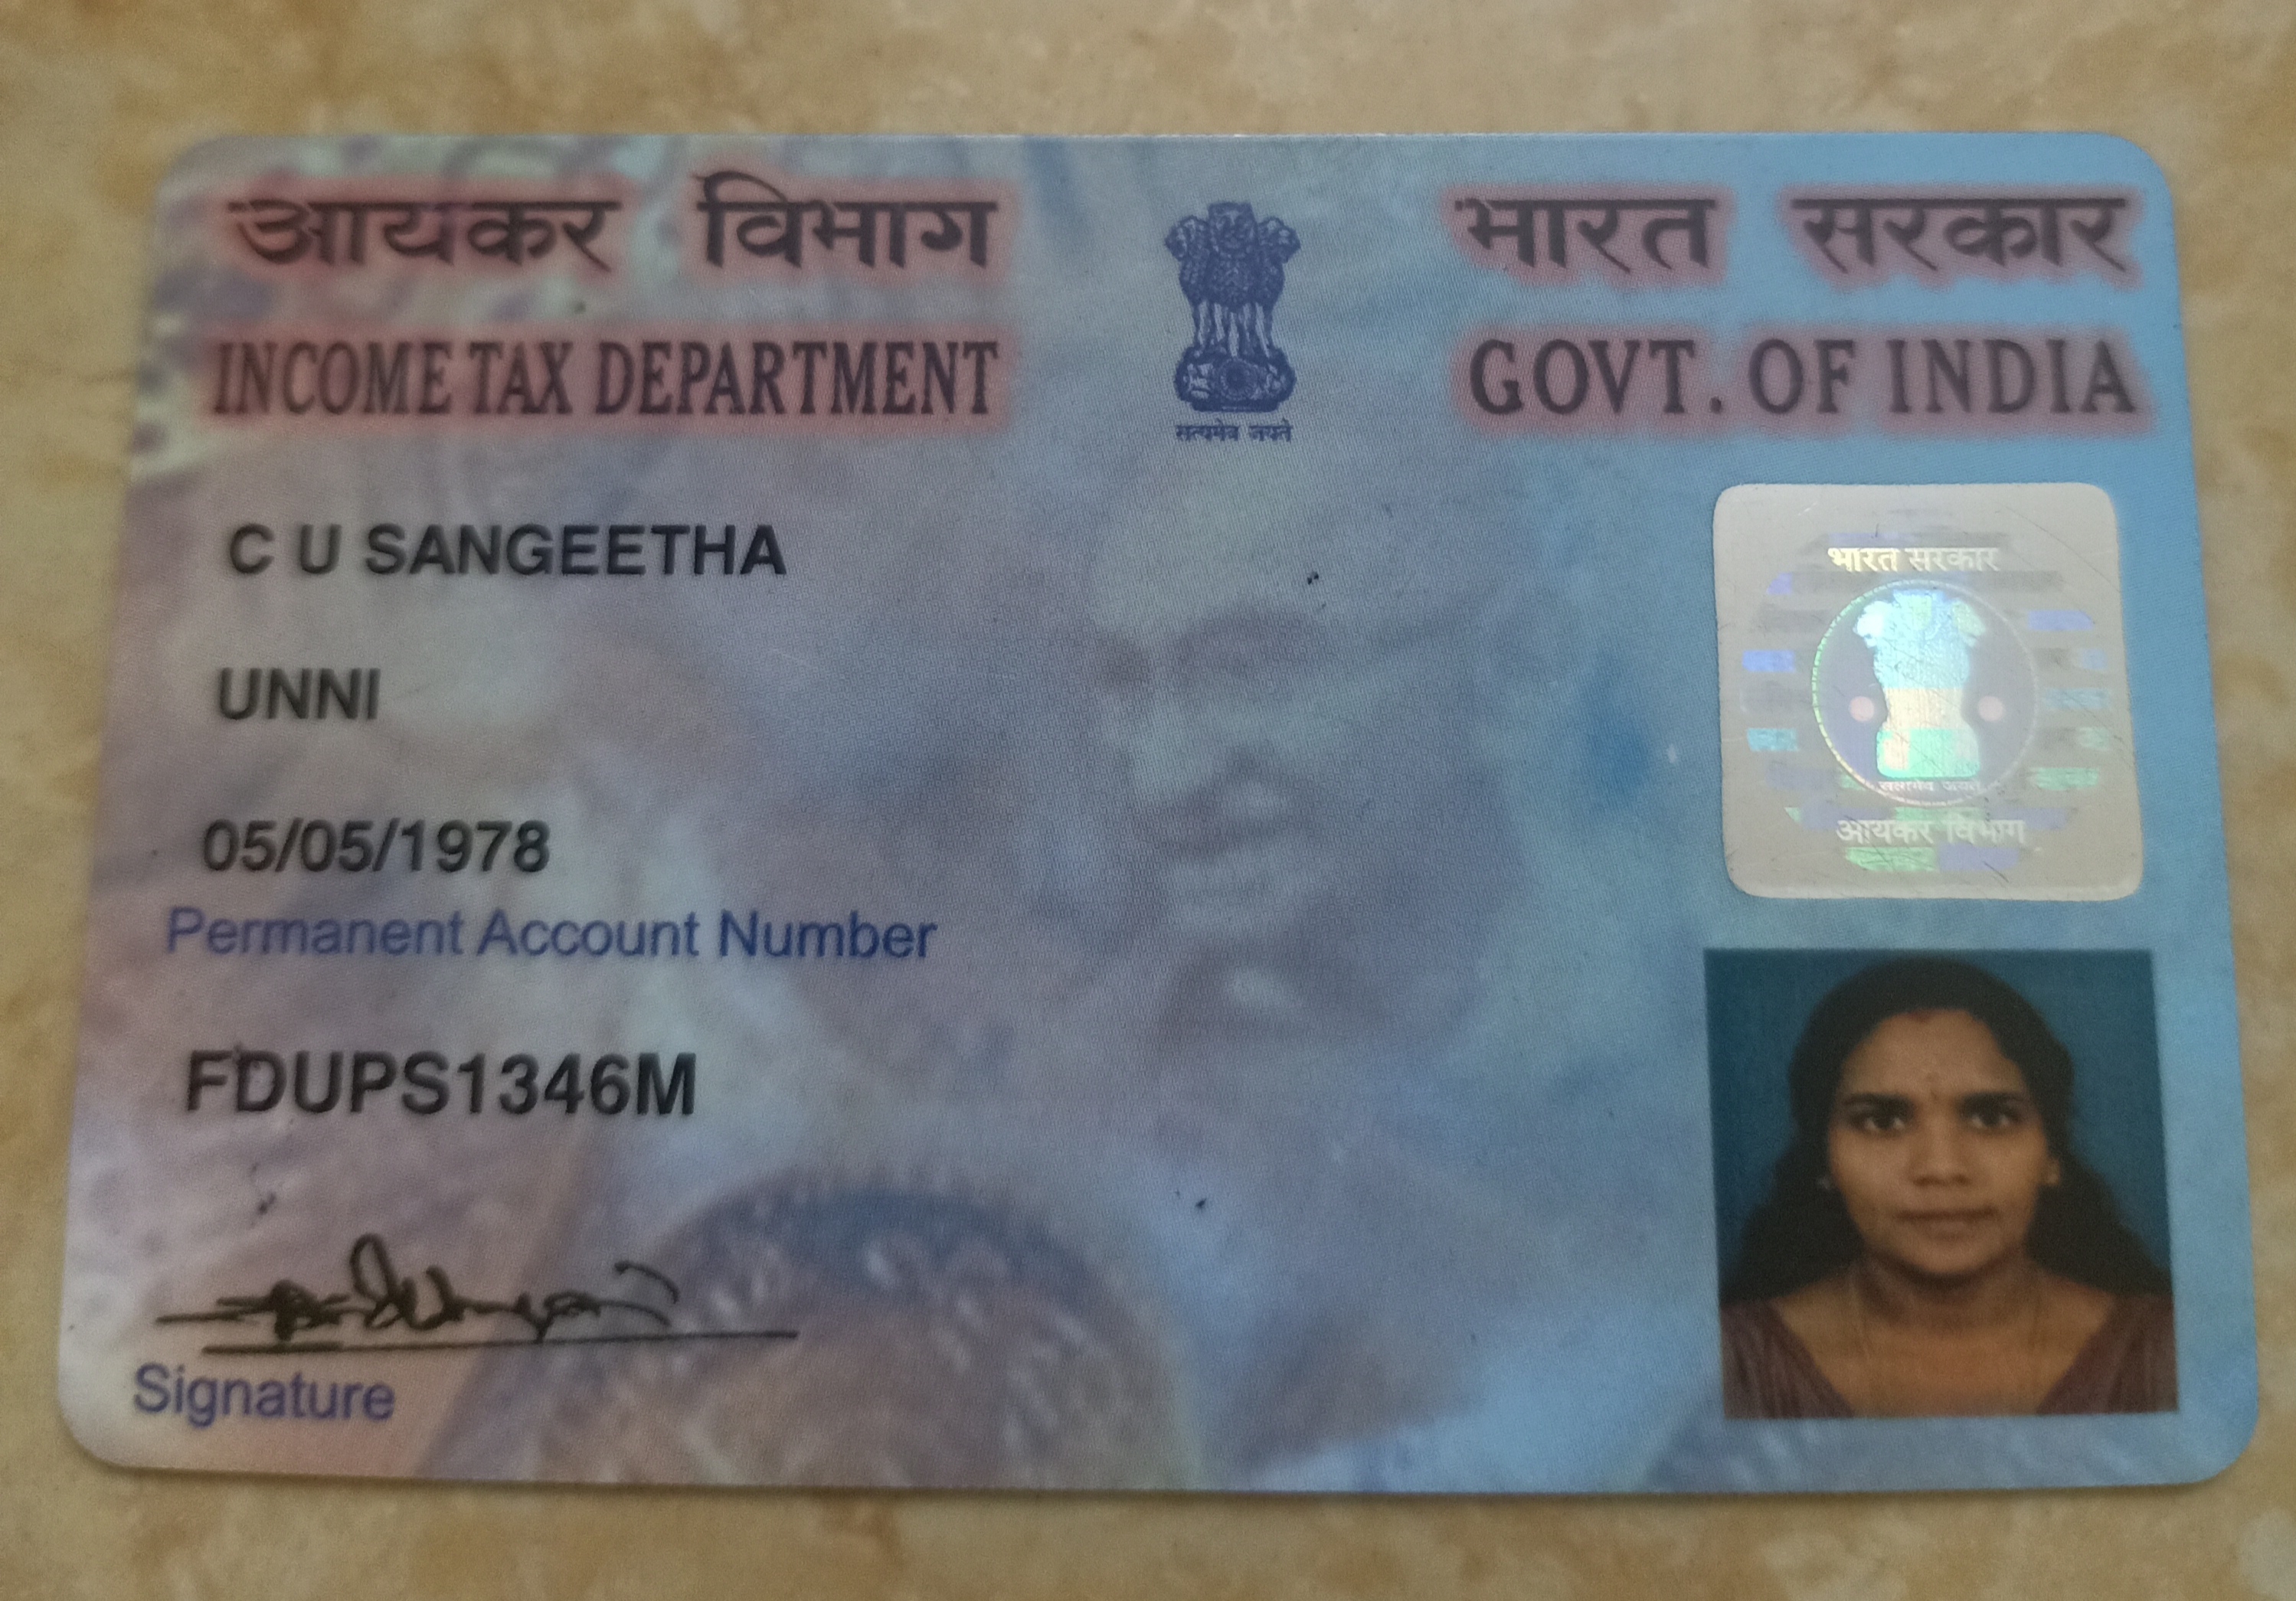 आयकर विभाग
भारत सरकार
INCOME TAX DEPARTMENT
GOVT. OF INDIA
सत्यमेव जयते
C U SANGEETHA
भारत सरकार
UNNI
सत्यमेव जयते
05/05/1978
आयकर विभाग
Permanent Account Number
FDUPS1346M
Signature